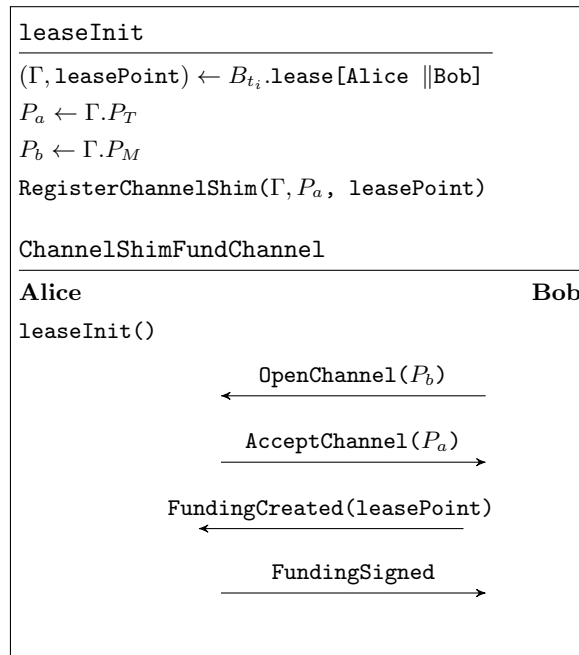 leaseInit
(Γ, leasePoint) ← B_{t_i}.lease[Alice ∥Bob]
P_a ← Γ.P_T
P_b ← Γ.P_M
RegisterChannelShim(Γ, P_a, leasePoint)
ChannelShimFundChannel
Alice Bob
leaseInit()
OpenChannel(P_b)
AcceptChannel(P_a)
FundingCreated(leasePoint)
FundingSigned